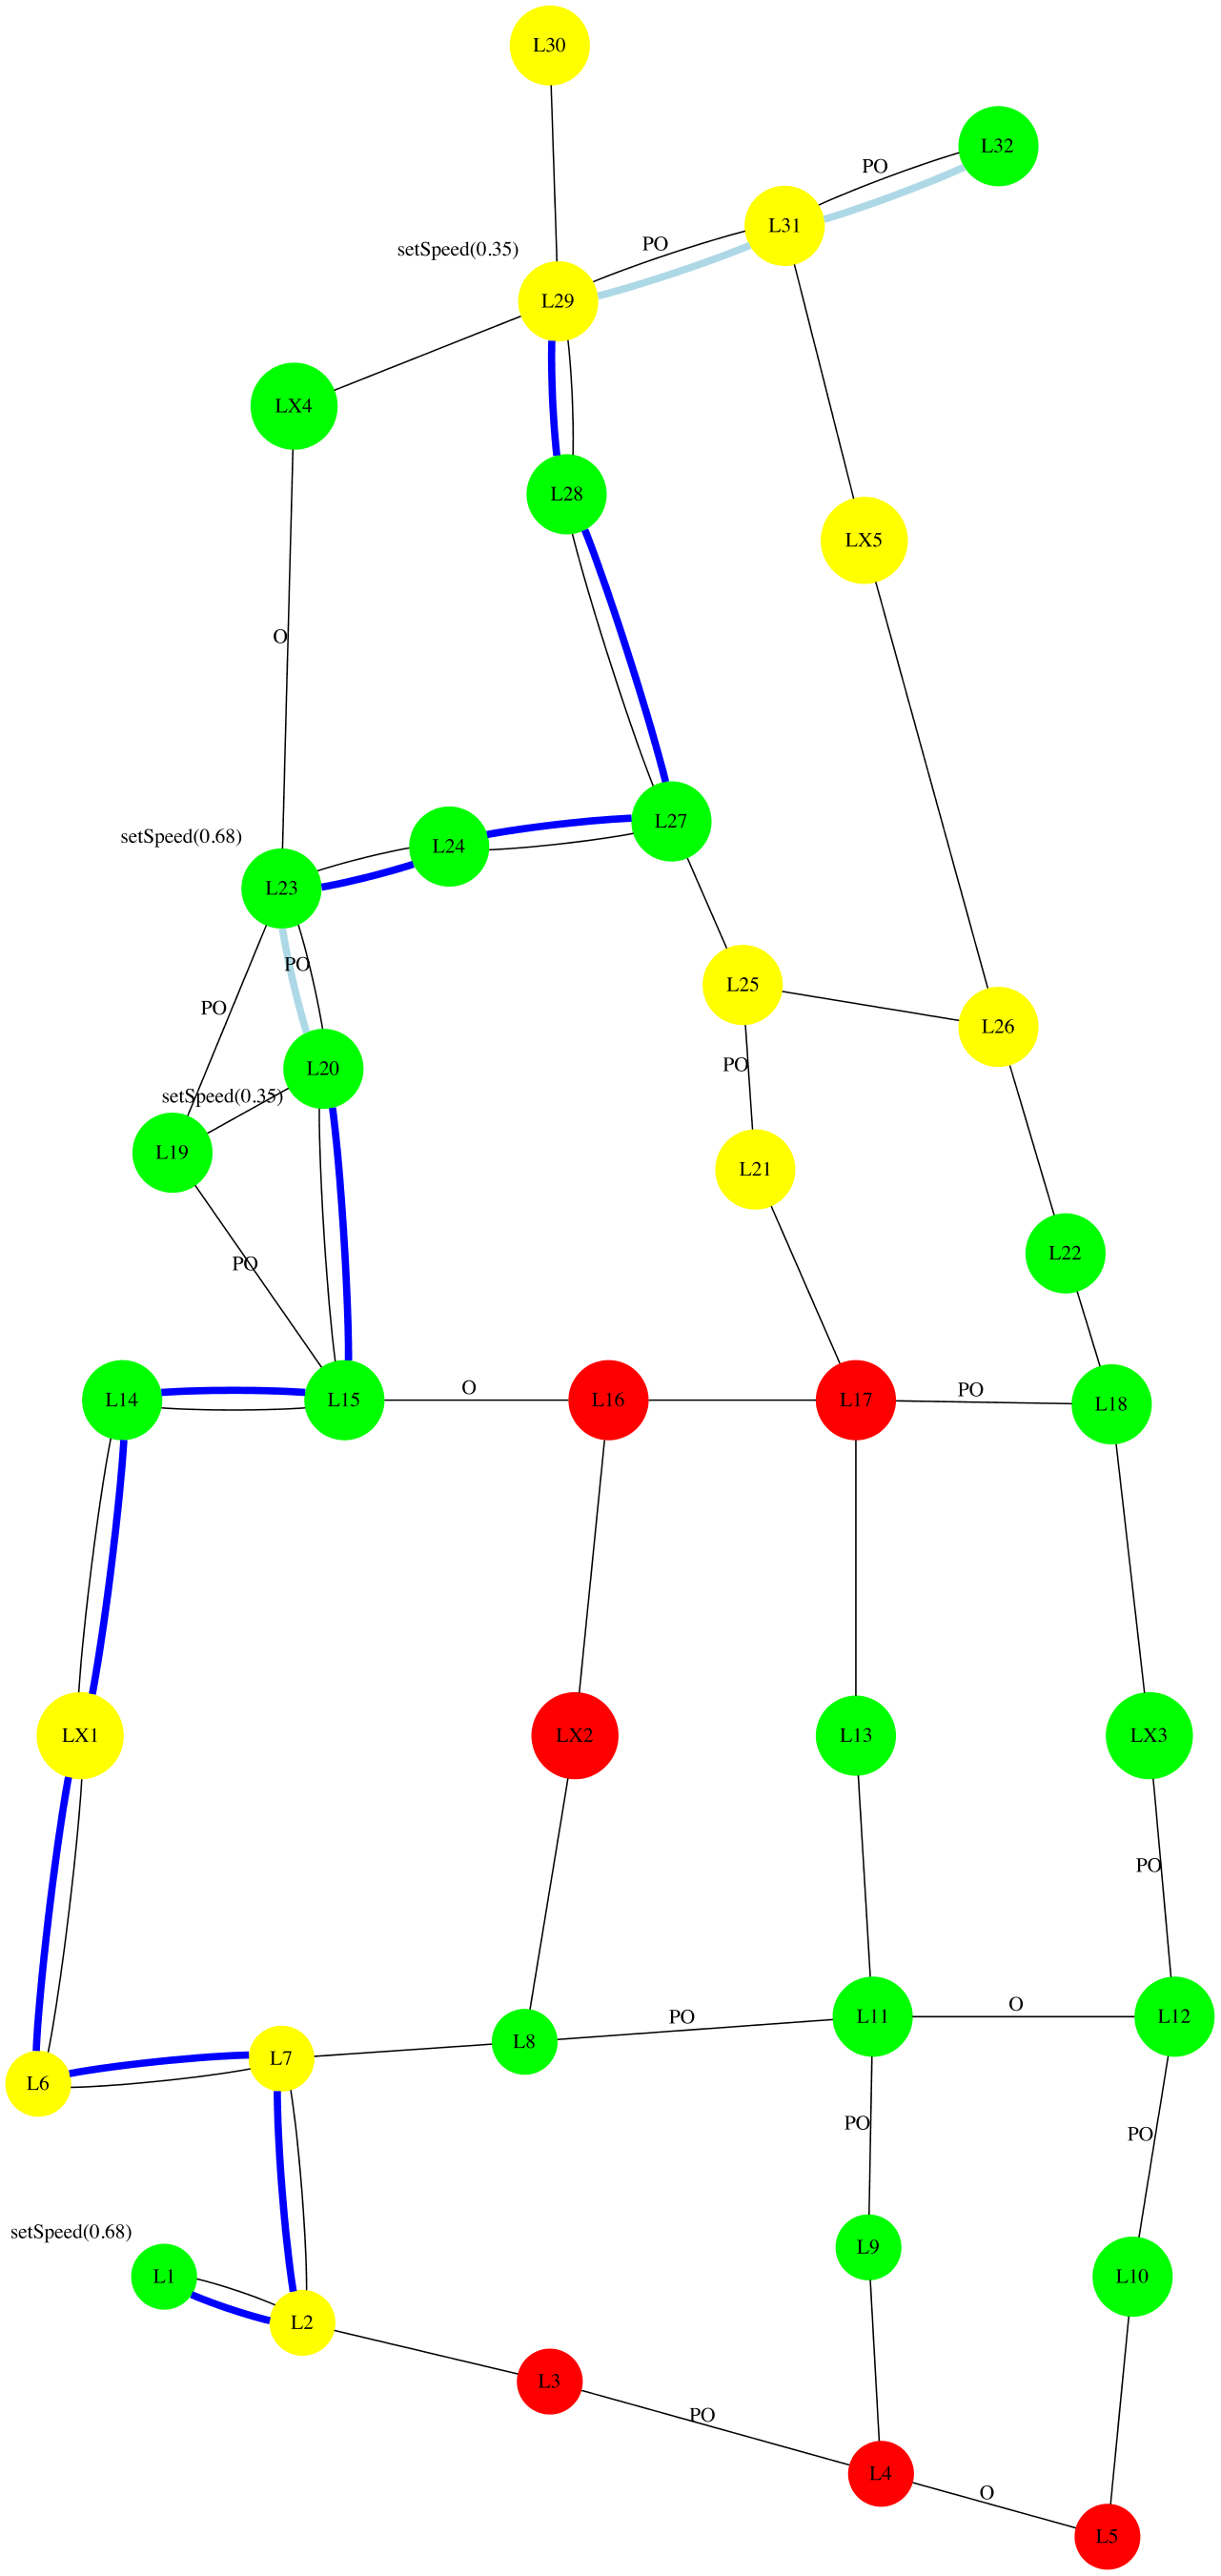 L30
L32
PO
L31
PO
setSpeed(0.35)
L29
LX4
L28
LX5
O
L27
setSpeed(0.68)
L24
L23
PO
L25
PO
L26
PO
L20
setSpeed(0.35)
L19
L21
L22
PO
O
PO
L14
L15
L16
L17
L18
LX1
LX2
L13
LX3
PO
O
PO
L11
L12
L8
L7
L6
PO
PO
setSpeed(0.68)
L9
L1
L10
L2
L3
PO
L4
O
L5